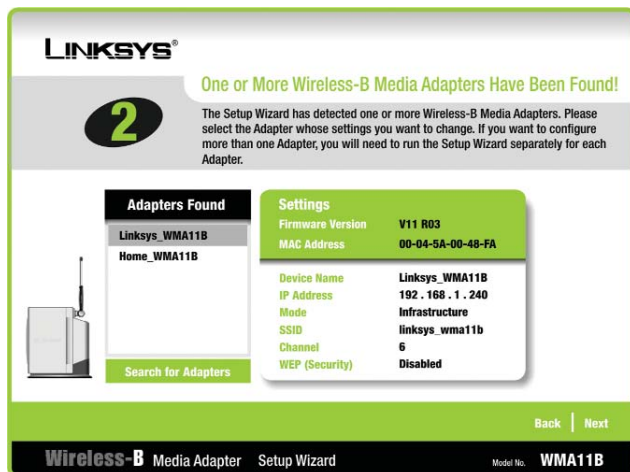 LINKSYS®
One or More Wireless-B Media Adapters Have Been Found!
2
The Setup Wizard has detected one or more Wireless-B Media Adapters. Please
select the Adapter whose settings you want to change. If you want to configure
more than one Adapter, you will need to run the Setup Wizard separately for each
Adapter.
Adapters Found
Linksys_WMA11B
Home_WMA11B
Search for Adapters
Settings
Firmware Version V11 R03
MAC Address 00-04-5A-00-48-FA
Device Name Linksys_WMA11B
IP Address 192 . 168 . 1 . 240
Mode Infrastructure
SSID linksys_wma11b
Channel 6
WEP (Security) Disabled
Back | Next
Wireless-B Media Adapter Setup Wizard Model No. WMA11B